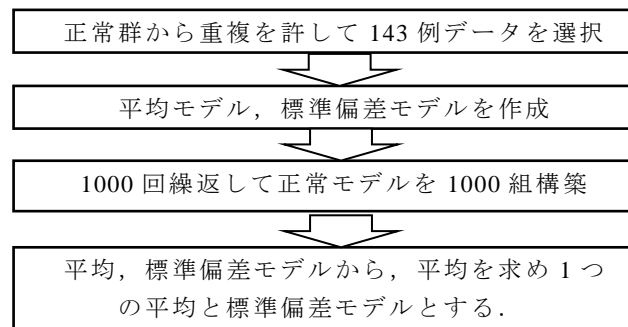 正常群から重複を許して 143 例データを選択
平均モデル，標準偏差モデルを作成
1000 回繰返して正常モデルを 1000 組構築
平均，標準偏差モデルから，平均を求め 1 つ
の平均と標準偏差モデルとする．